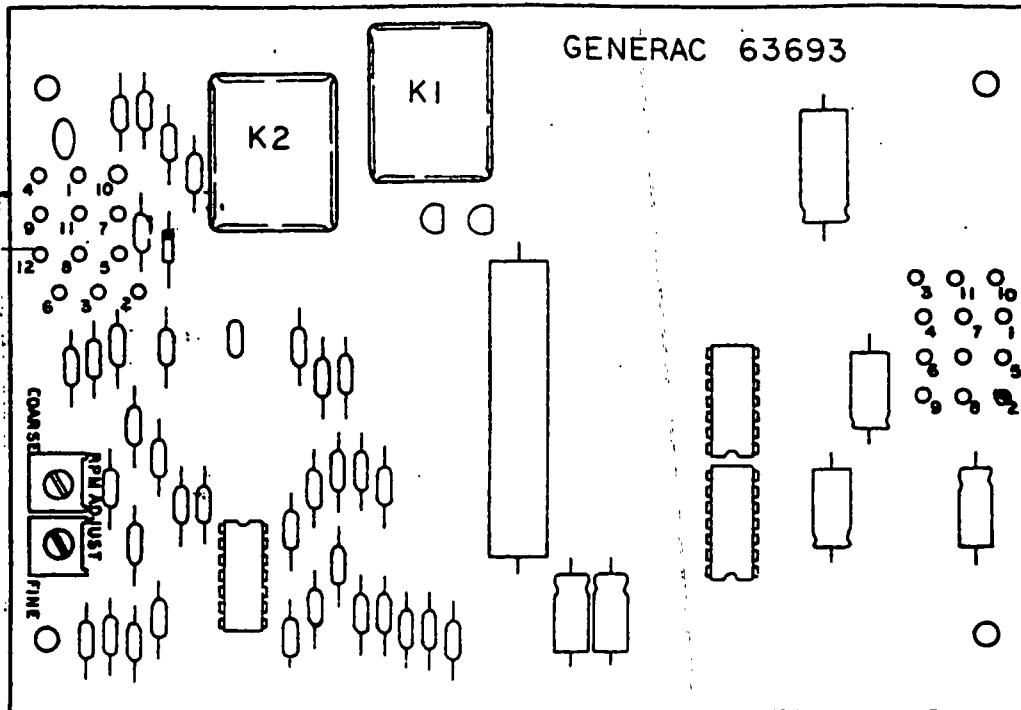 GENERAC 63693
K1
K2
4 1 10
9 11 7
12 8 5
6 3 2
3 11 10
4 7 1
6 5
9 8 2
COARSE
RPM ADJUST
FINE